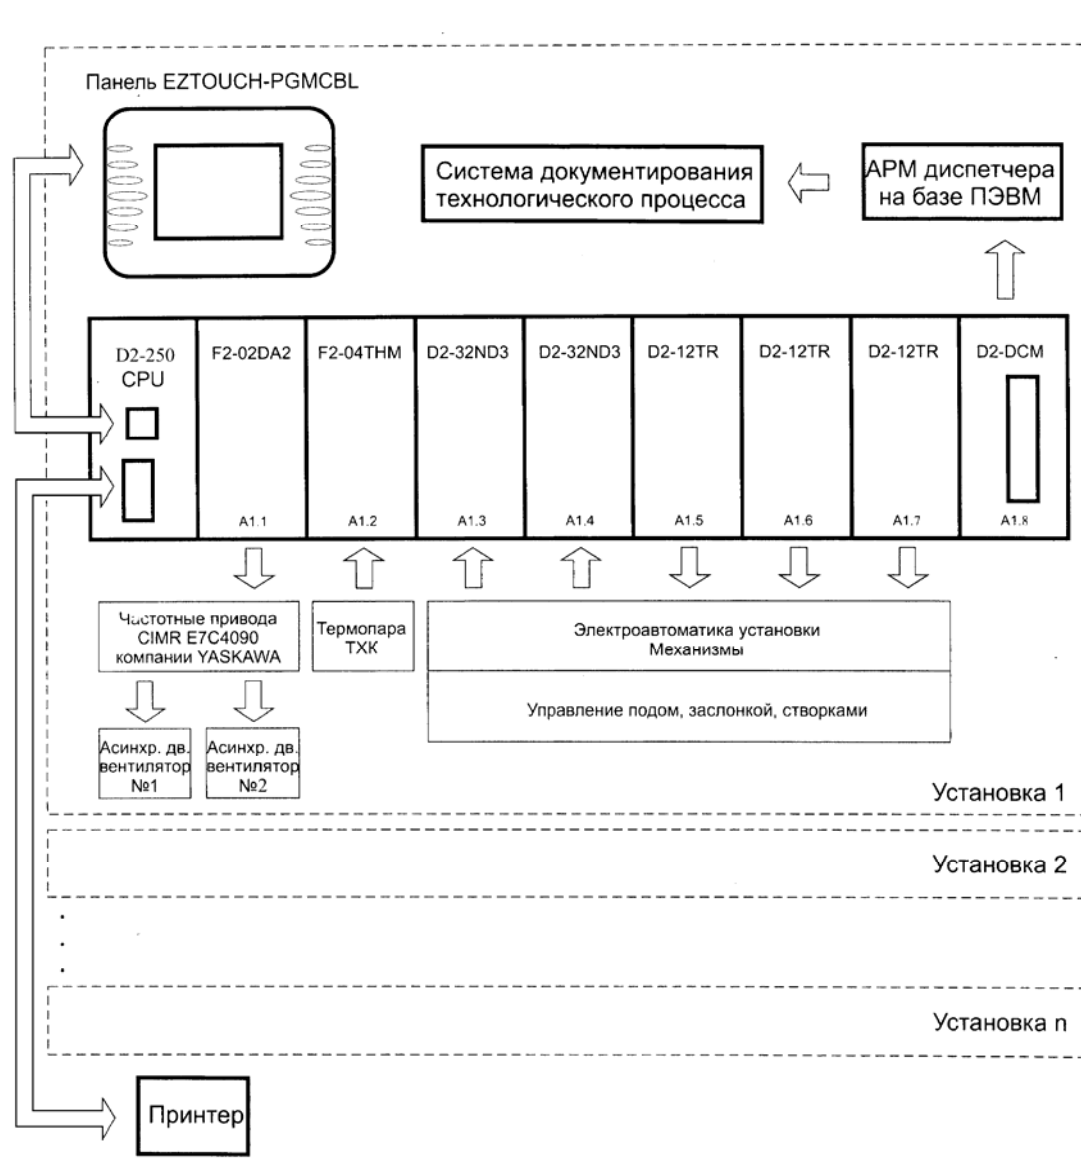 Панель EZTOUCH-PGMCBL
Система документирования
технологического процесса
АРМ диспетчера
на базе ПЭВМ
D2-250
CPU
F2-02DA2
F2-04THM
D2-32ND3
D2-32ND3
D2-12TR
D2-12TR
D2-12TR
D2-DCM
A1.1
A1.2
A1.3
A1.4
A1.5
A1.6
A1.7
A1.8
Частотные привода
CIMR E7C4090
компании YASKAWA
Термопара
ТХК
Электроавтоматика установки
Механизмы
Управление подом, заслонкой, створками
Асинхр. дв.
вентилятор
№1
Асинхр. дв.
вентилятор
№2
Установка 1
Установка 2
Установка n
Принтер